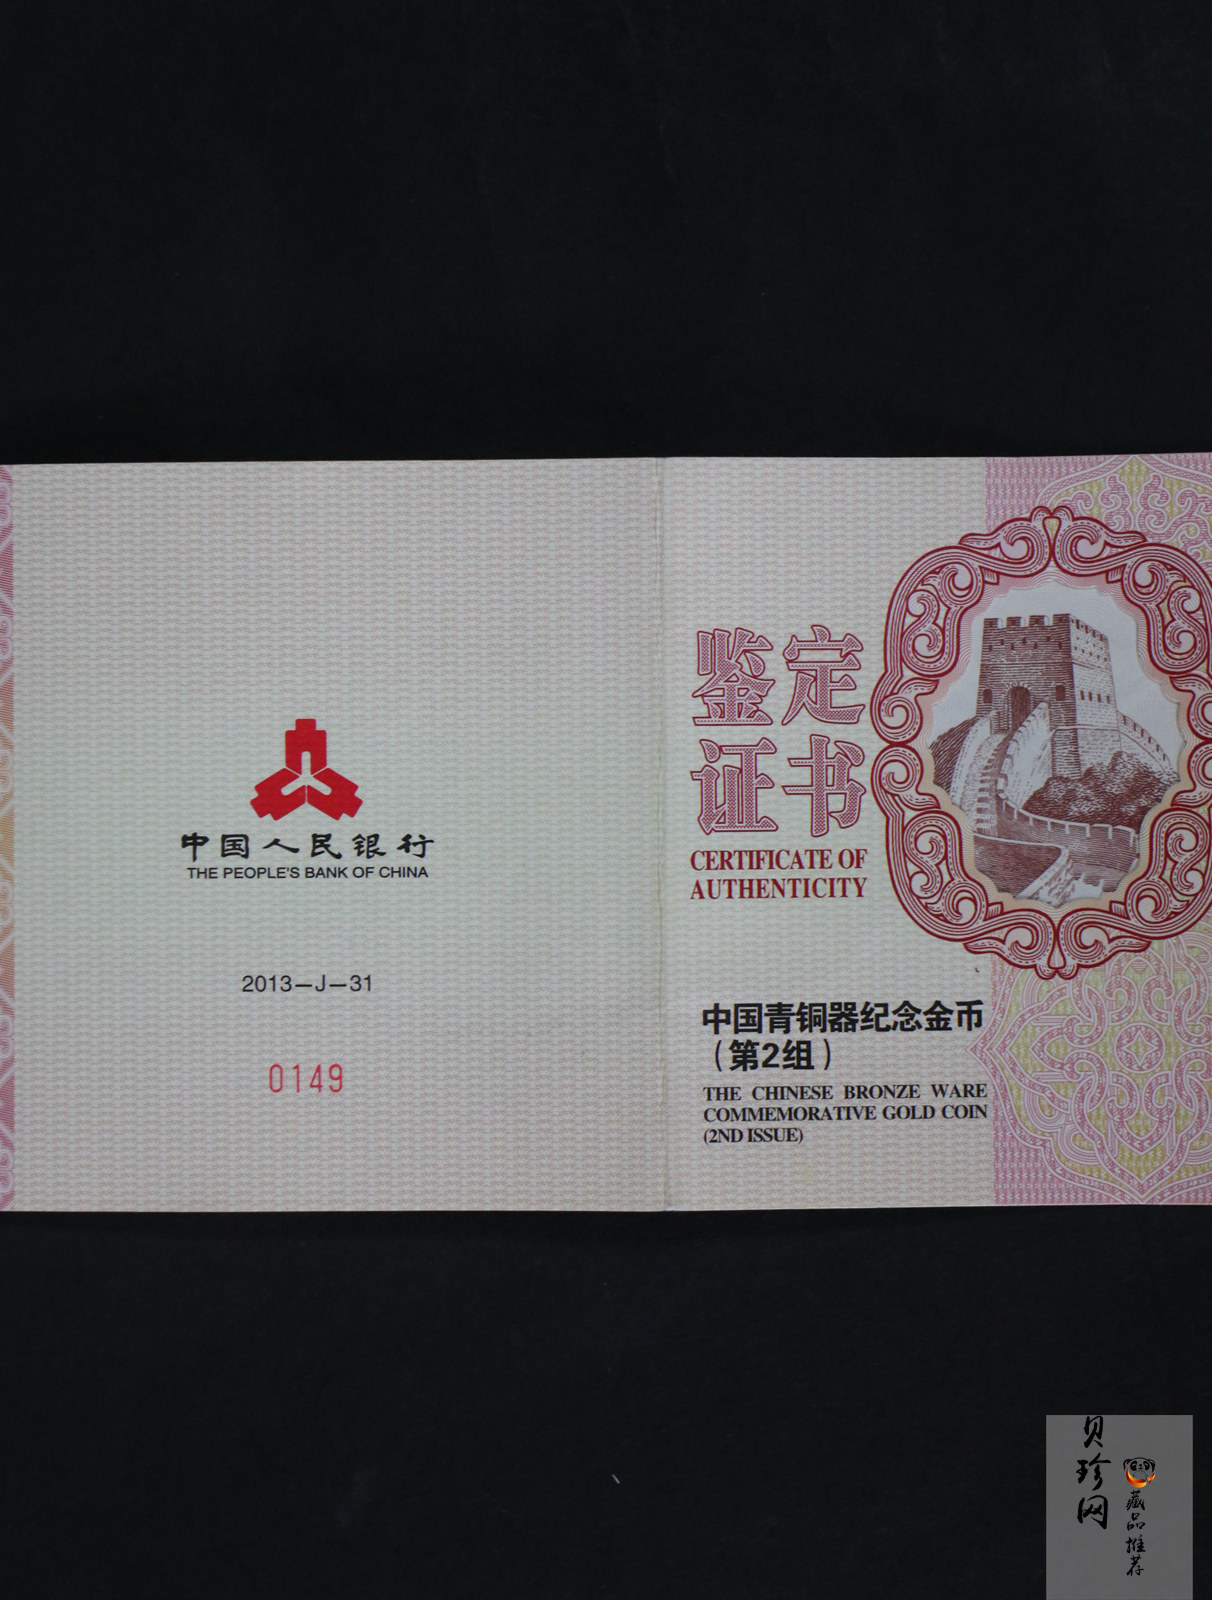 中国人民银行
THE PEOPLE'S BANK OF CHINA
2013-J-31
0149
鉴定
证书
CERTIFICATE OF
AUTHENTICITY
中国青铜器纪念金币
（第2组）
THE CHINESE BRONZE WARE
COMMEMORATIVE GOLD COIN
(2ND ISSUE)
贝珍网
藏品推荐